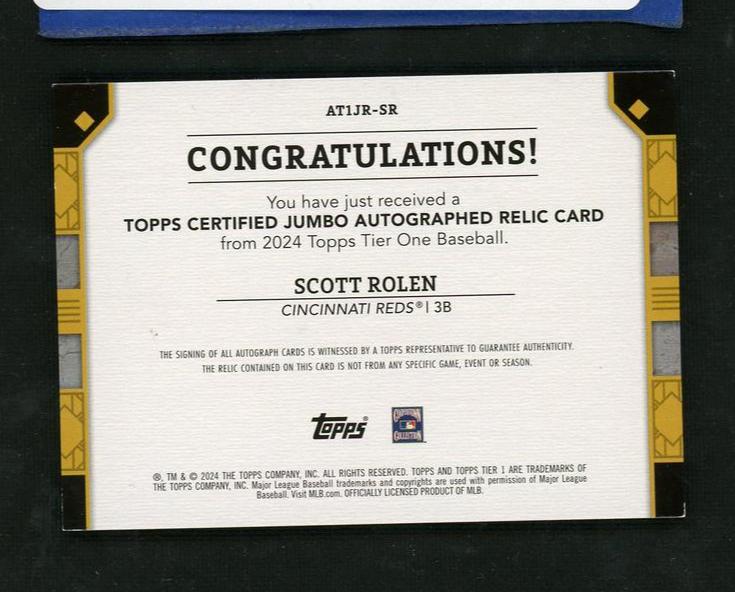 AT1JR-SR
CONGRATULATIONS!
You have just received a
TOPPS CERTIFIED JUMBO AUTOGRAPHED RELIC CARD
from 2024 Topps Tier One Baseball.
SCOTT ROLEN
CINCINNATI REDS® | 3B
THE SIGNING OF ALL AUTOGRAPH CARDS IS WITNESSED BY A TOPPS REPRESENTATIVE TO GUARANTEE AUTHENTICITY.
THE RELIC CONTAINED ON THIS CARD IS NOT FROM ANY SPECIFIC GAME, EVENT OR SEASON.
topps® COOPERSTOWN COLLECTION
®, TM & © 2024 THE TOPPS COMPANY, INC. ALL RIGHTS RESERVED. TOPPS AND TOPPS TIER 1 ARE TRADEMARKS OF
THE TOPPS COMPANY, INC. Major League Baseball trademarks and copyrights are used with permission of Major League
Baseball. Visit MLB.com. OFFICIALLY LICENSED PRODUCT OF MLB.